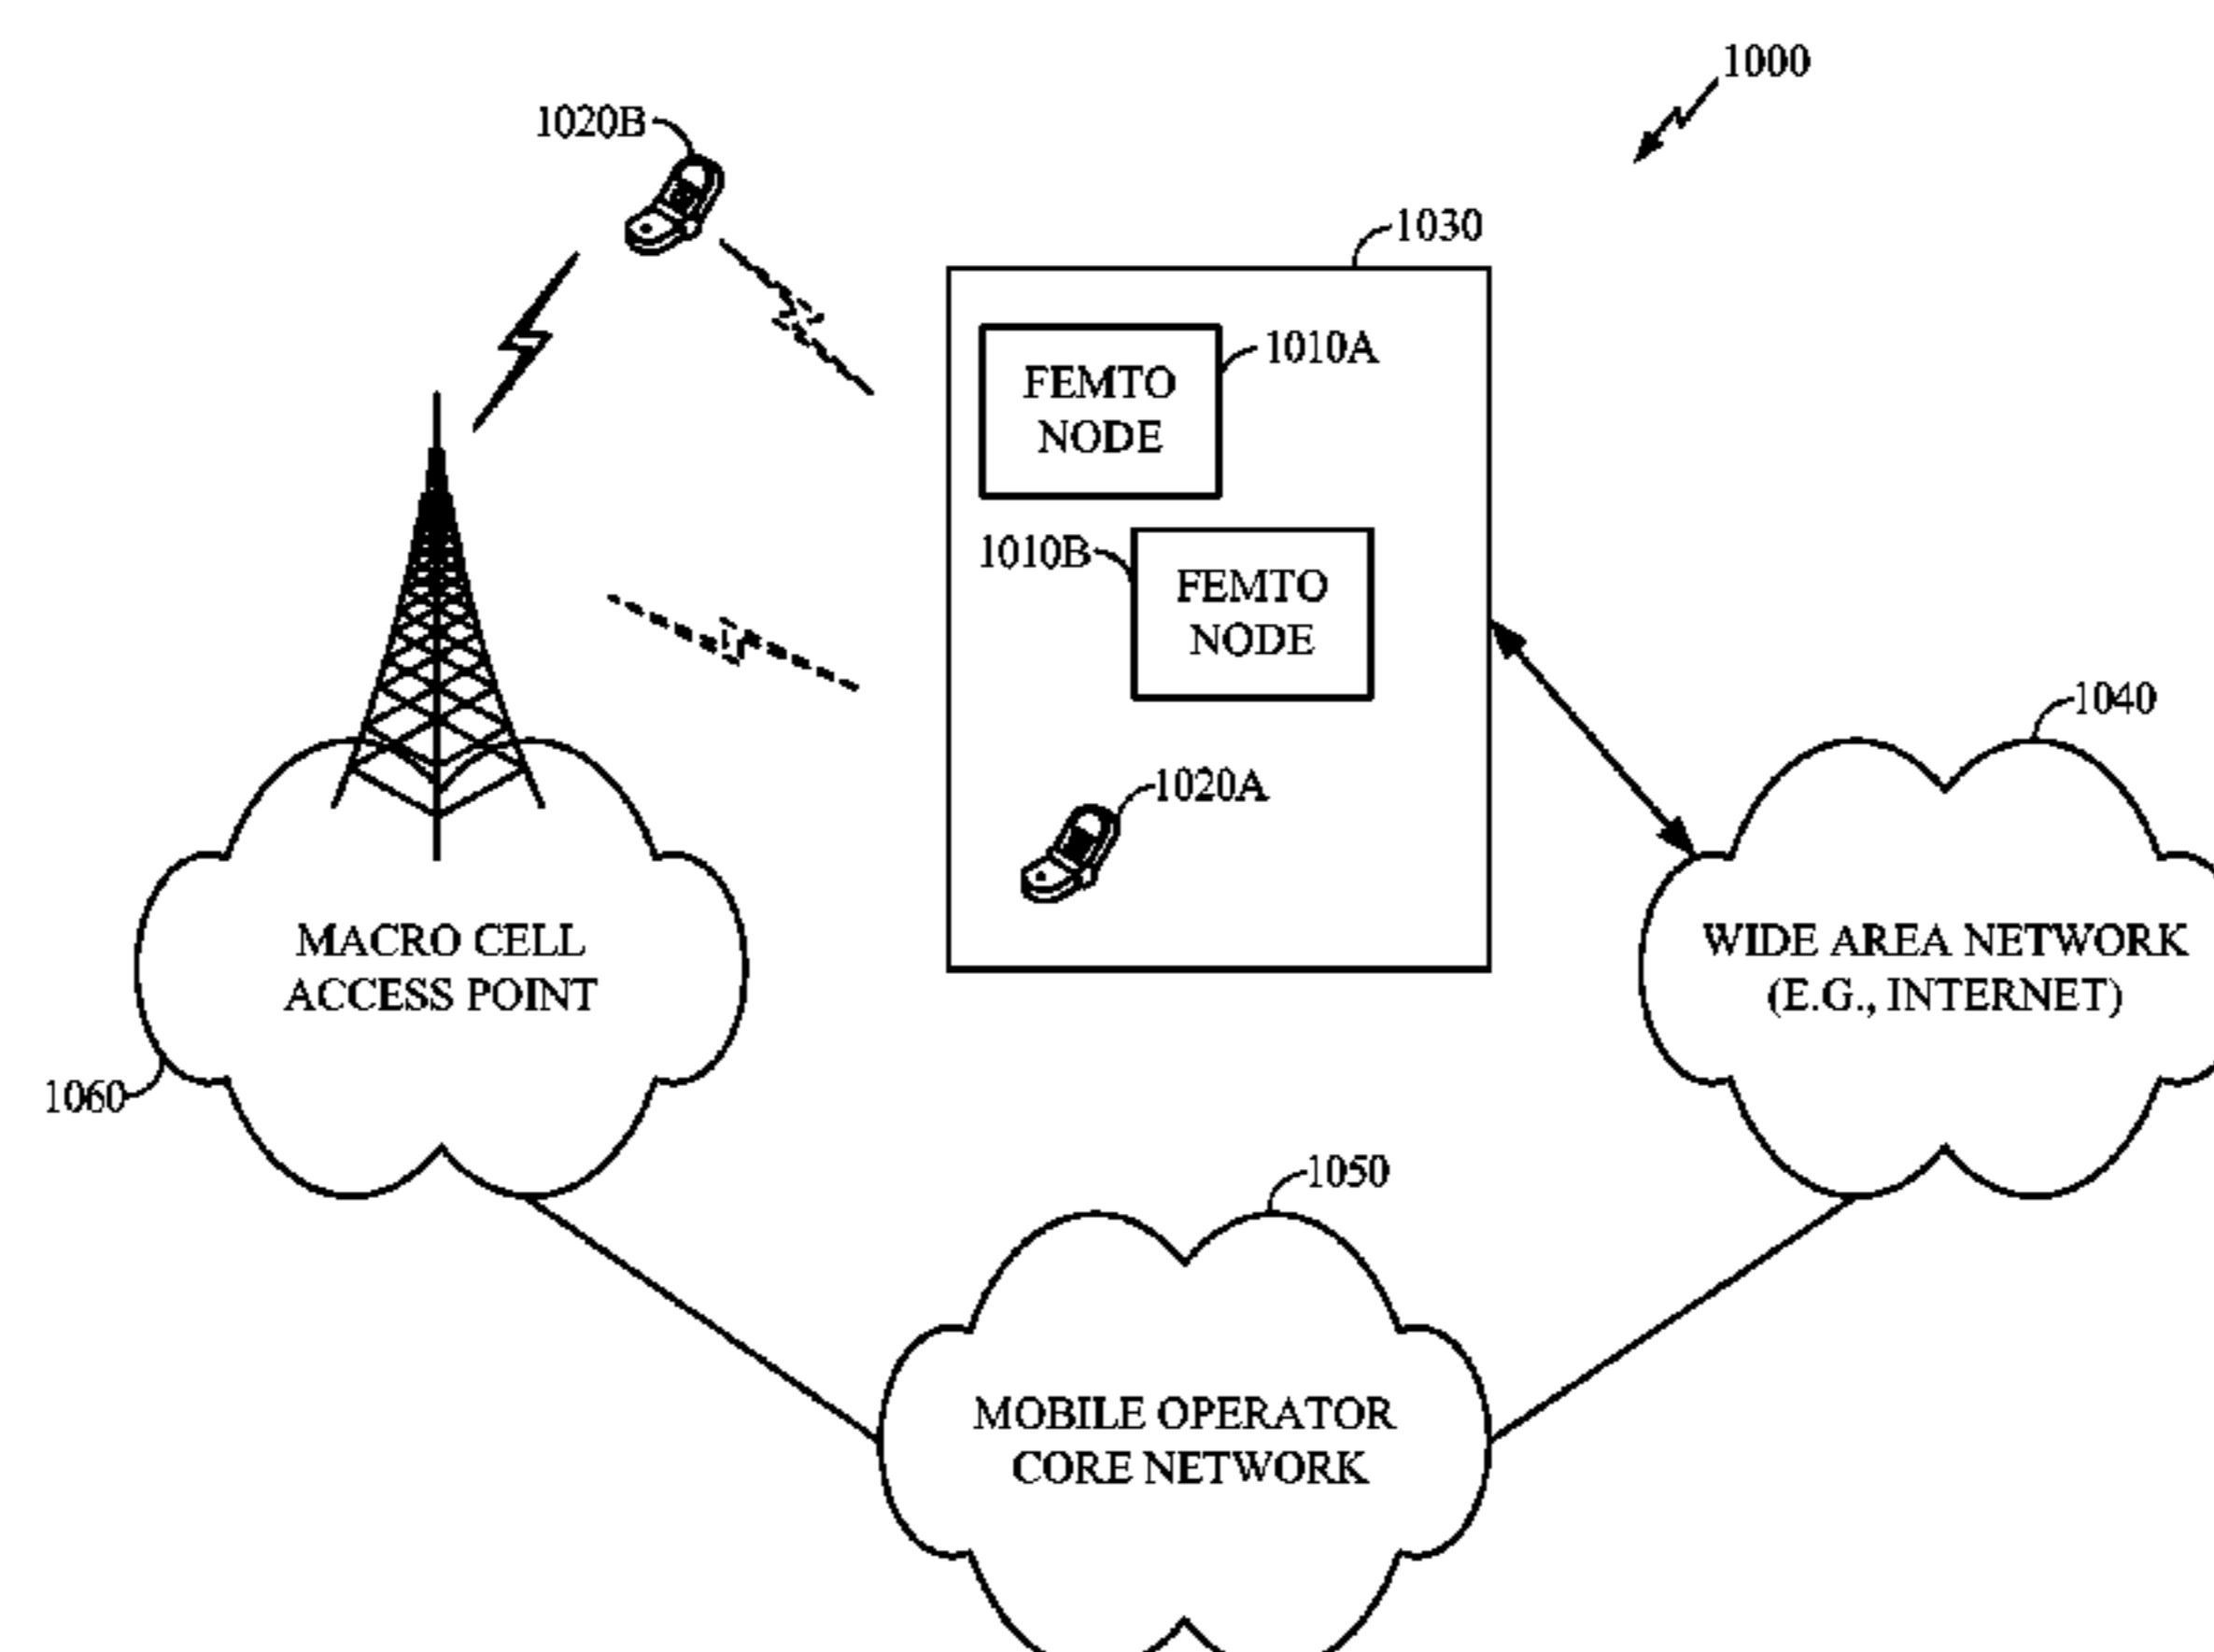 1000
1020B
1030
1010A
FEMTO
NODE
1010B
FEMTO
NODE
1040
1020A
MACRO CELL
ACCESS POINT
WIDE AREA NETWORK
(E.G., INTERNET)
1060
1050
MOBILE OPERATOR
CORE NETWORK